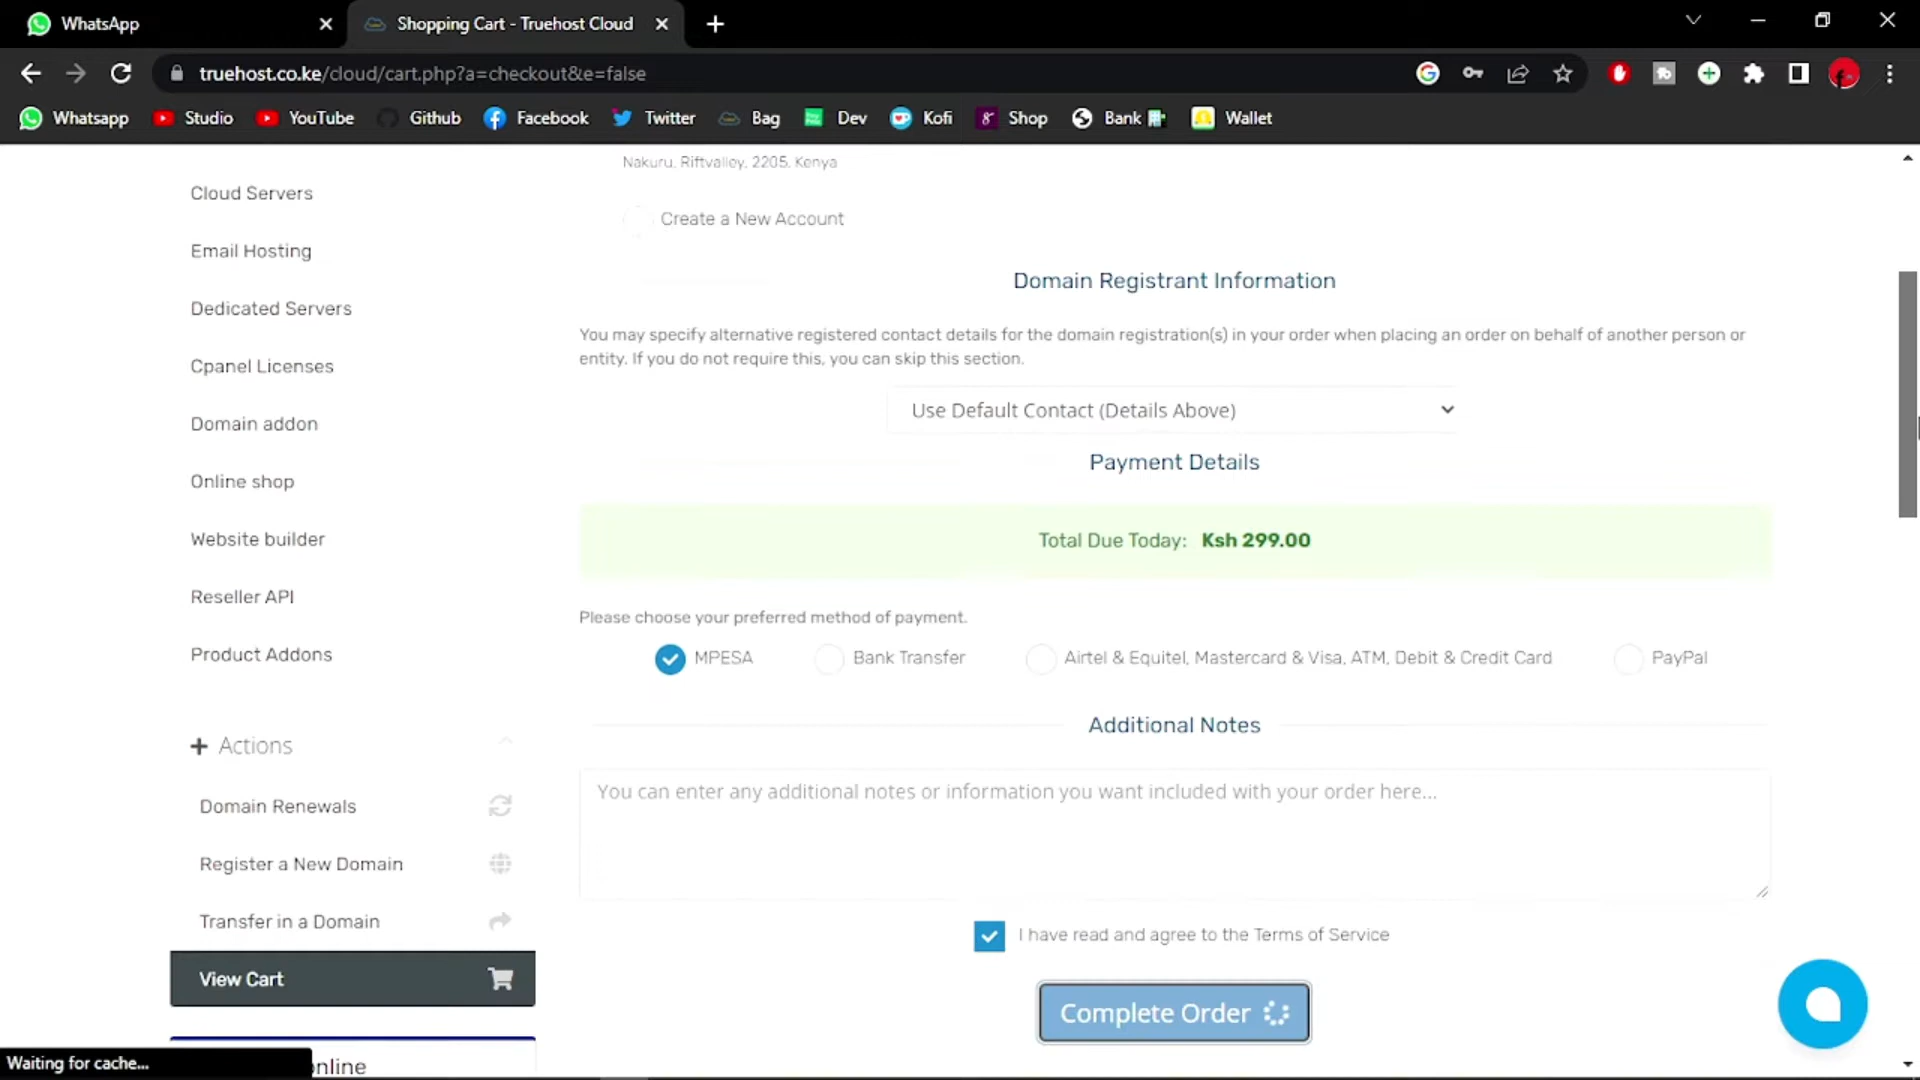 WhatsApp
Shopping Cart - Truehost Cloud
truehost.co.ke/cloud/cart.php?a=checkout&e=false
Whatsapp Studio YouTube Github Facebook Twitter Bag Dev Kofi Shop Bank Wallet
Nakuru, Riftvalley, 2205, Kenya
Cloud Servers
Create a New Account
Email Hosting
Domain Registrant Information
Dedicated Servers
You may specify alternative registered contact details for the domain registration(s) in your order when placing an order on behalf of another person or
entity. If you do not require this, you can skip this section.
Cpanel Licenses
Use Default Contact (Details Above)
Domain addon
Payment Details
Online shop
Website builder
Total Due Today: Ksh 299.00
Reseller API
Please choose your preferred method of payment.
Product Addons
MPESA Bank Transfer Airtel & Equitel, Mastercard & Visa, ATM, Debit & Credit Card PayPal
Additional Notes
Actions
You can enter any additional notes or information you want included with your order here...
Domain Renewals
Register a New Domain
Transfer in a Domain
I have read and agree to the Terms of Service
View Cart
Complete Order
Waiting for cache...
online